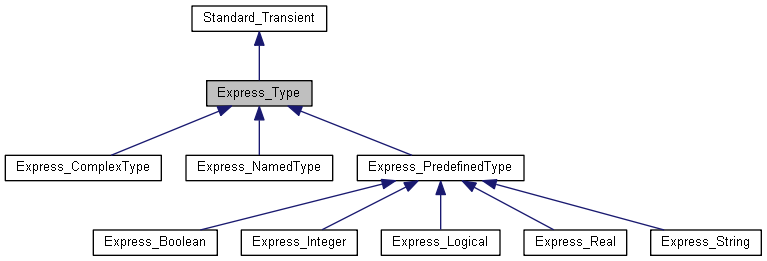 Standard_Transient
Express_Type
Express_ComplexType
Express_NamedType
Express_PredefinedType
Express_Boolean
Express_Integer
Express_Logical
Express_Real
Express_String